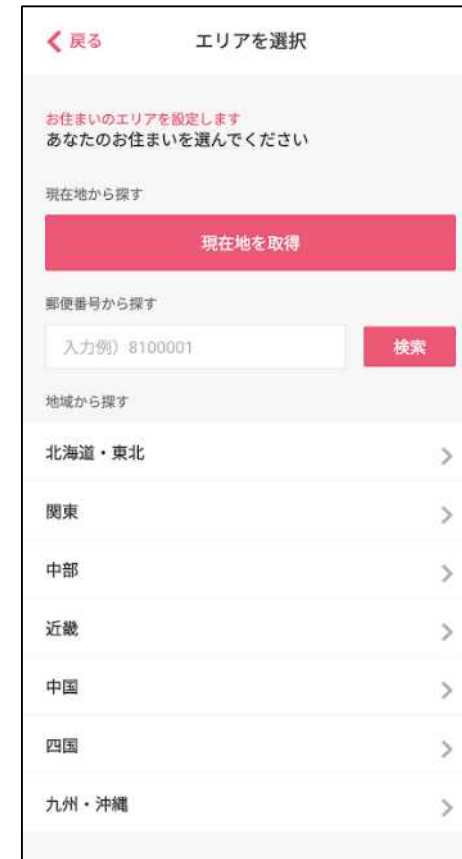 戻る
エリアを選択
お住まいのエリアを設定します
あなたのお住まいを選んでください
現在地から探す
現在地を取得
郵便番号から探す
入力例）8100001
検索
地域から探す
北海道・東北
関東
中部
近畿
中国
四国
九州・沖縄